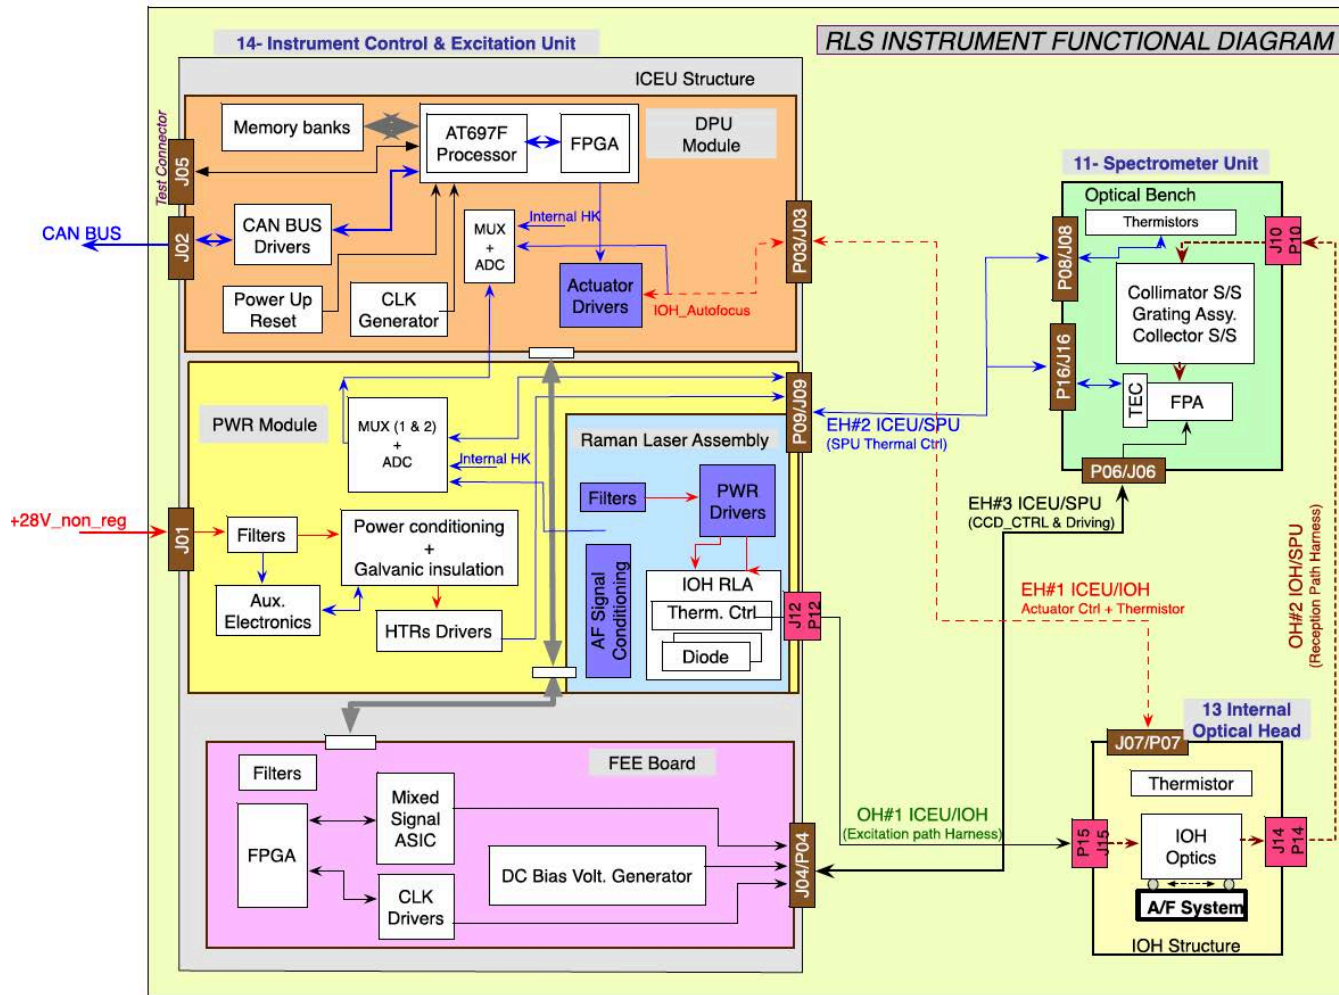 14- Instrument Control & Excitation Unit
RLS INSTRUMENT FUNCTIONAL DIAGRAM
ICEU Structure
Test Connector
J05
Memory banks
AT697F
Processor
FPGA
DPU
Module
CAN BUS
J02
CAN BUS
Drivers
MUX
+
ADC
Internal HK
P03/J03
Power Up
Reset
CLK
Generator
Actuator
Drivers
IOH_Autofocus
11- Spectrometer Unit
Optical Bench
Thermistors
P08/J08
J10
P10
Collimator S/S
Grating Assy.
Collector S/S
P16/J16
TEC
FPA
P06/J06
PWR Module
MUX (1 & 2)
+
ADC
Internal HK
P09/J09
EH#2 ICEU/SPU
(SPU Thermal Ctrl)
Raman Laser Assembly
Filters
PWR
Drivers
EH#3 ICEU/SPU
(CCD_CTRL & Driving)
+28V_non_reg
J01
Filters
Power conditioning
+
Galvanic insulation
Aux.
Electronics
HTRs Drivers
AF Signal
Conditioning
IOH RLA
Therm. Ctrl
Diode
J12
P12
EH#1 ICEU/IOH
Actuator Ctrl + Thermistor
OH#2 IOH/SPU
(Reception Path Harness)
13 Internal
Optical Head
J07/P07
Thermistor
FEE Board
Filters
Mixed
Signal
ASIC
FPGA
DC Bias Volt. Generator
CLK
Drivers
J04/P04
OH#1 ICEU/IOH
(Excitation path Harness)
P15
J15
IOH
Optics
J14
P14
A/F System
IOH Structure